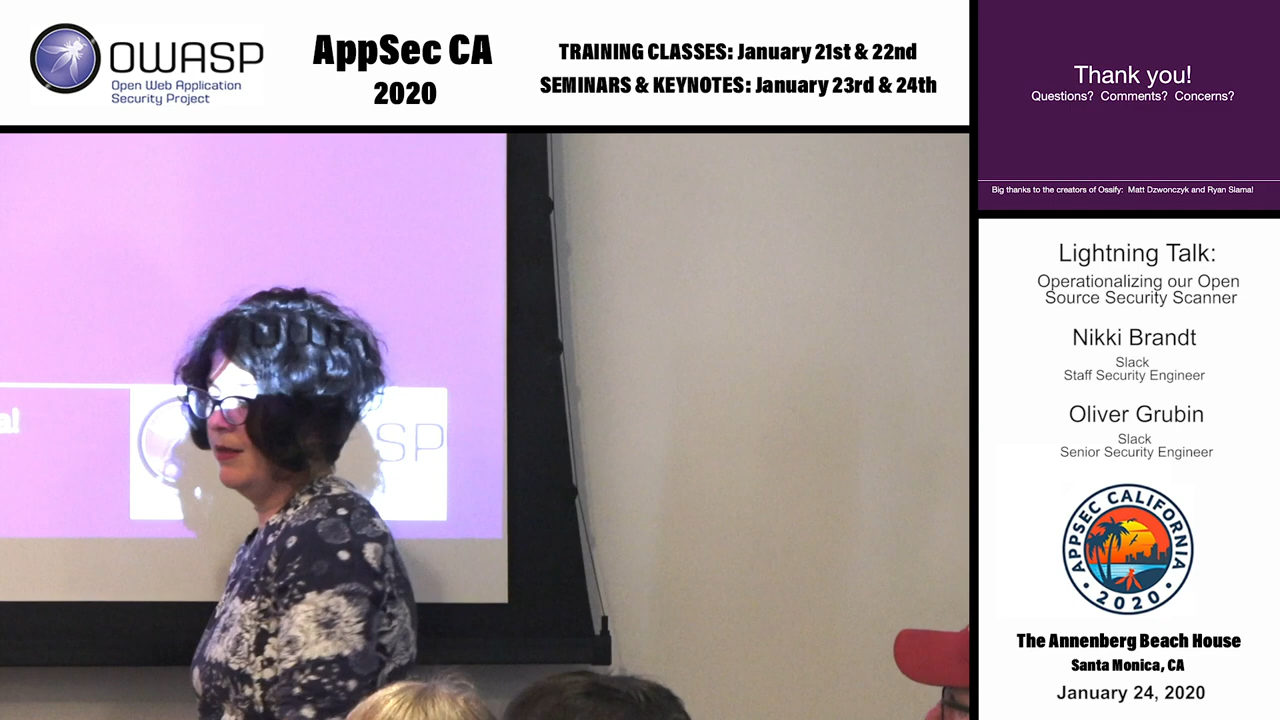 OWASP
Open Web Application
Security Project
AppSec CA
2020
TRAINING CLASSES: January 21st & 22nd
SEMINARS & KEYNOTES: January 23rd & 24th
Thank you!
Questions? Comments? Concerns?
Big thanks to the creators of Ossify: Matt Dzwonczyk and Ryan Slama!
a!
SP
Lightning Talk:
Operationalizing our Open
Source Security Scanner
Nikki Brandt
Slack
Staff Security Engineer
Oliver Grubin
Slack
Senior Security Engineer
APPSEC CALIFORNIA
• 2020 •
The Annenberg Beach House
Santa Monica, CA
January 24, 2020